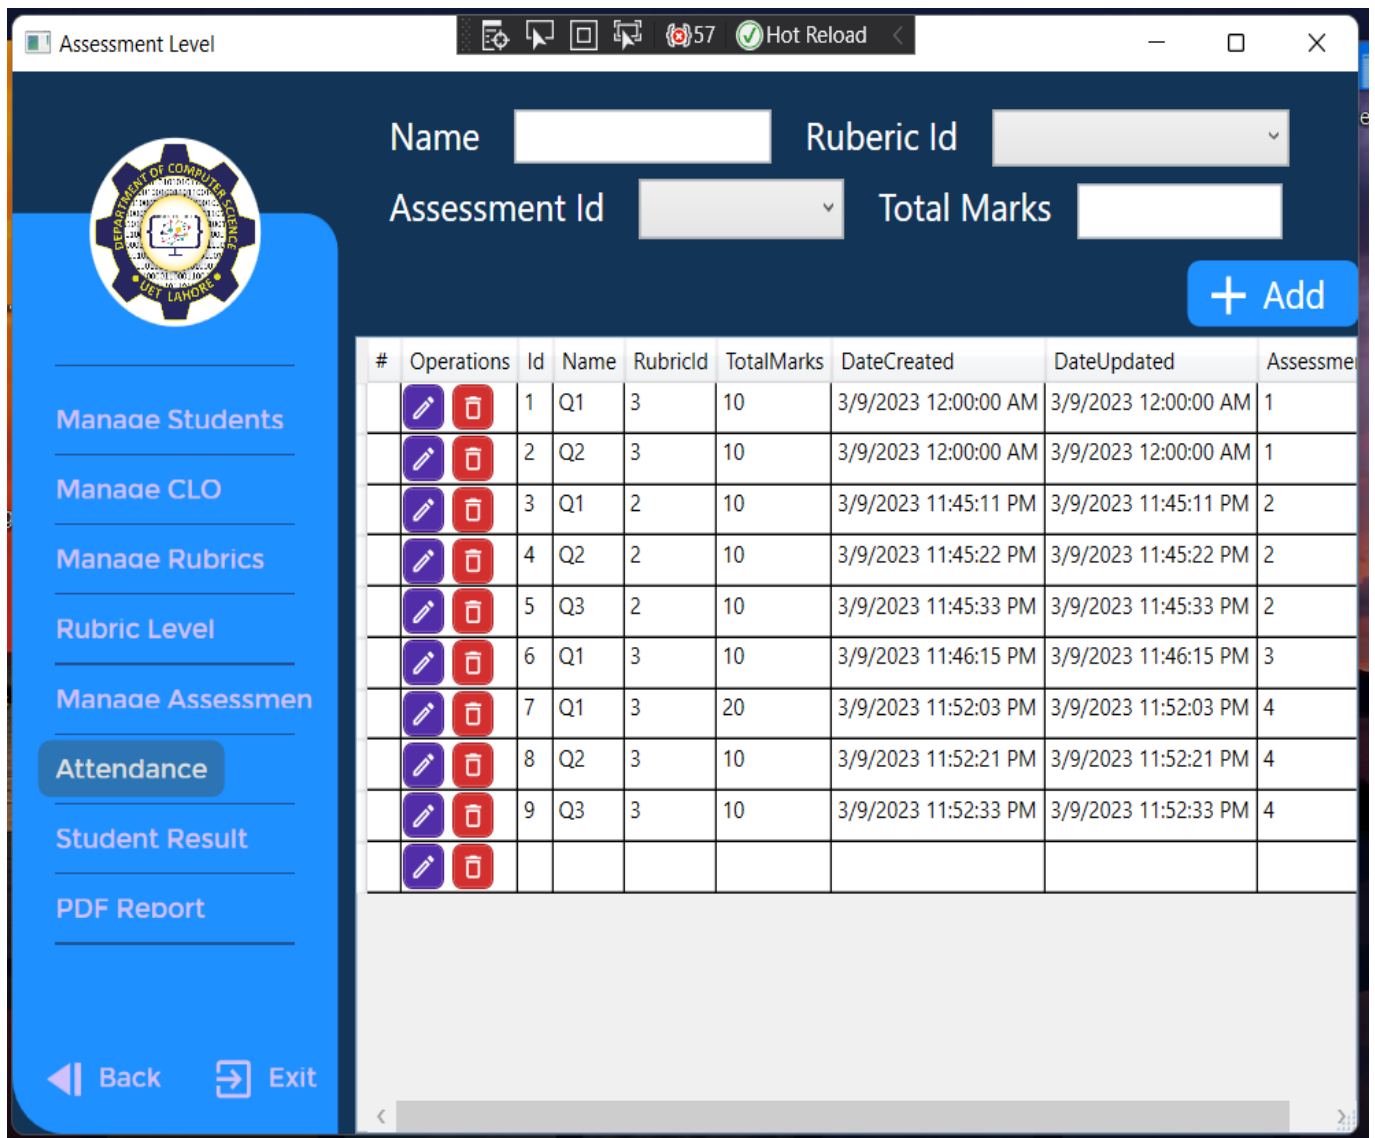 Assessment Level
57 Hot Reload
Name
Ruberic Id
Assessment Id
Total Marks
Add
DEPARTMENT OF COMPUTER SCIENCE
UET LAHORE
Manage Students
Manage CLO
Manage Rubrics
Rubric Level
Manage Assessmen
Attendance
Student Result
PDF Report
Back Exit
# Operations Id Name RubricId TotalMarks DateCreated DateUpdated Assessme
1 Q1 3 10 3/9/2023 12:00:00 AM 3/9/2023 12:00:00 AM 1
2 Q2 3 10 3/9/2023 12:00:00 AM 3/9/2023 12:00:00 AM 1
3 Q1 2 10 3/9/2023 11:45:11 PM 3/9/2023 11:45:11 PM 2
4 Q2 2 10 3/9/2023 11:45:22 PM 3/9/2023 11:45:22 PM 2
5 Q3 2 10 3/9/2023 11:45:33 PM 3/9/2023 11:45:33 PM 2
6 Q1 3 10 3/9/2023 11:46:15 PM 3/9/2023 11:46:15 PM 3
7 Q1 3 20 3/9/2023 11:52:03 PM 3/9/2023 11:52:03 PM 4
8 Q2 3 10 3/9/2023 11:52:21 PM 3/9/2023 11:52:21 PM 4
9 Q3 3 10 3/9/2023 11:52:33 PM 3/9/2023 11:52:33 PM 4